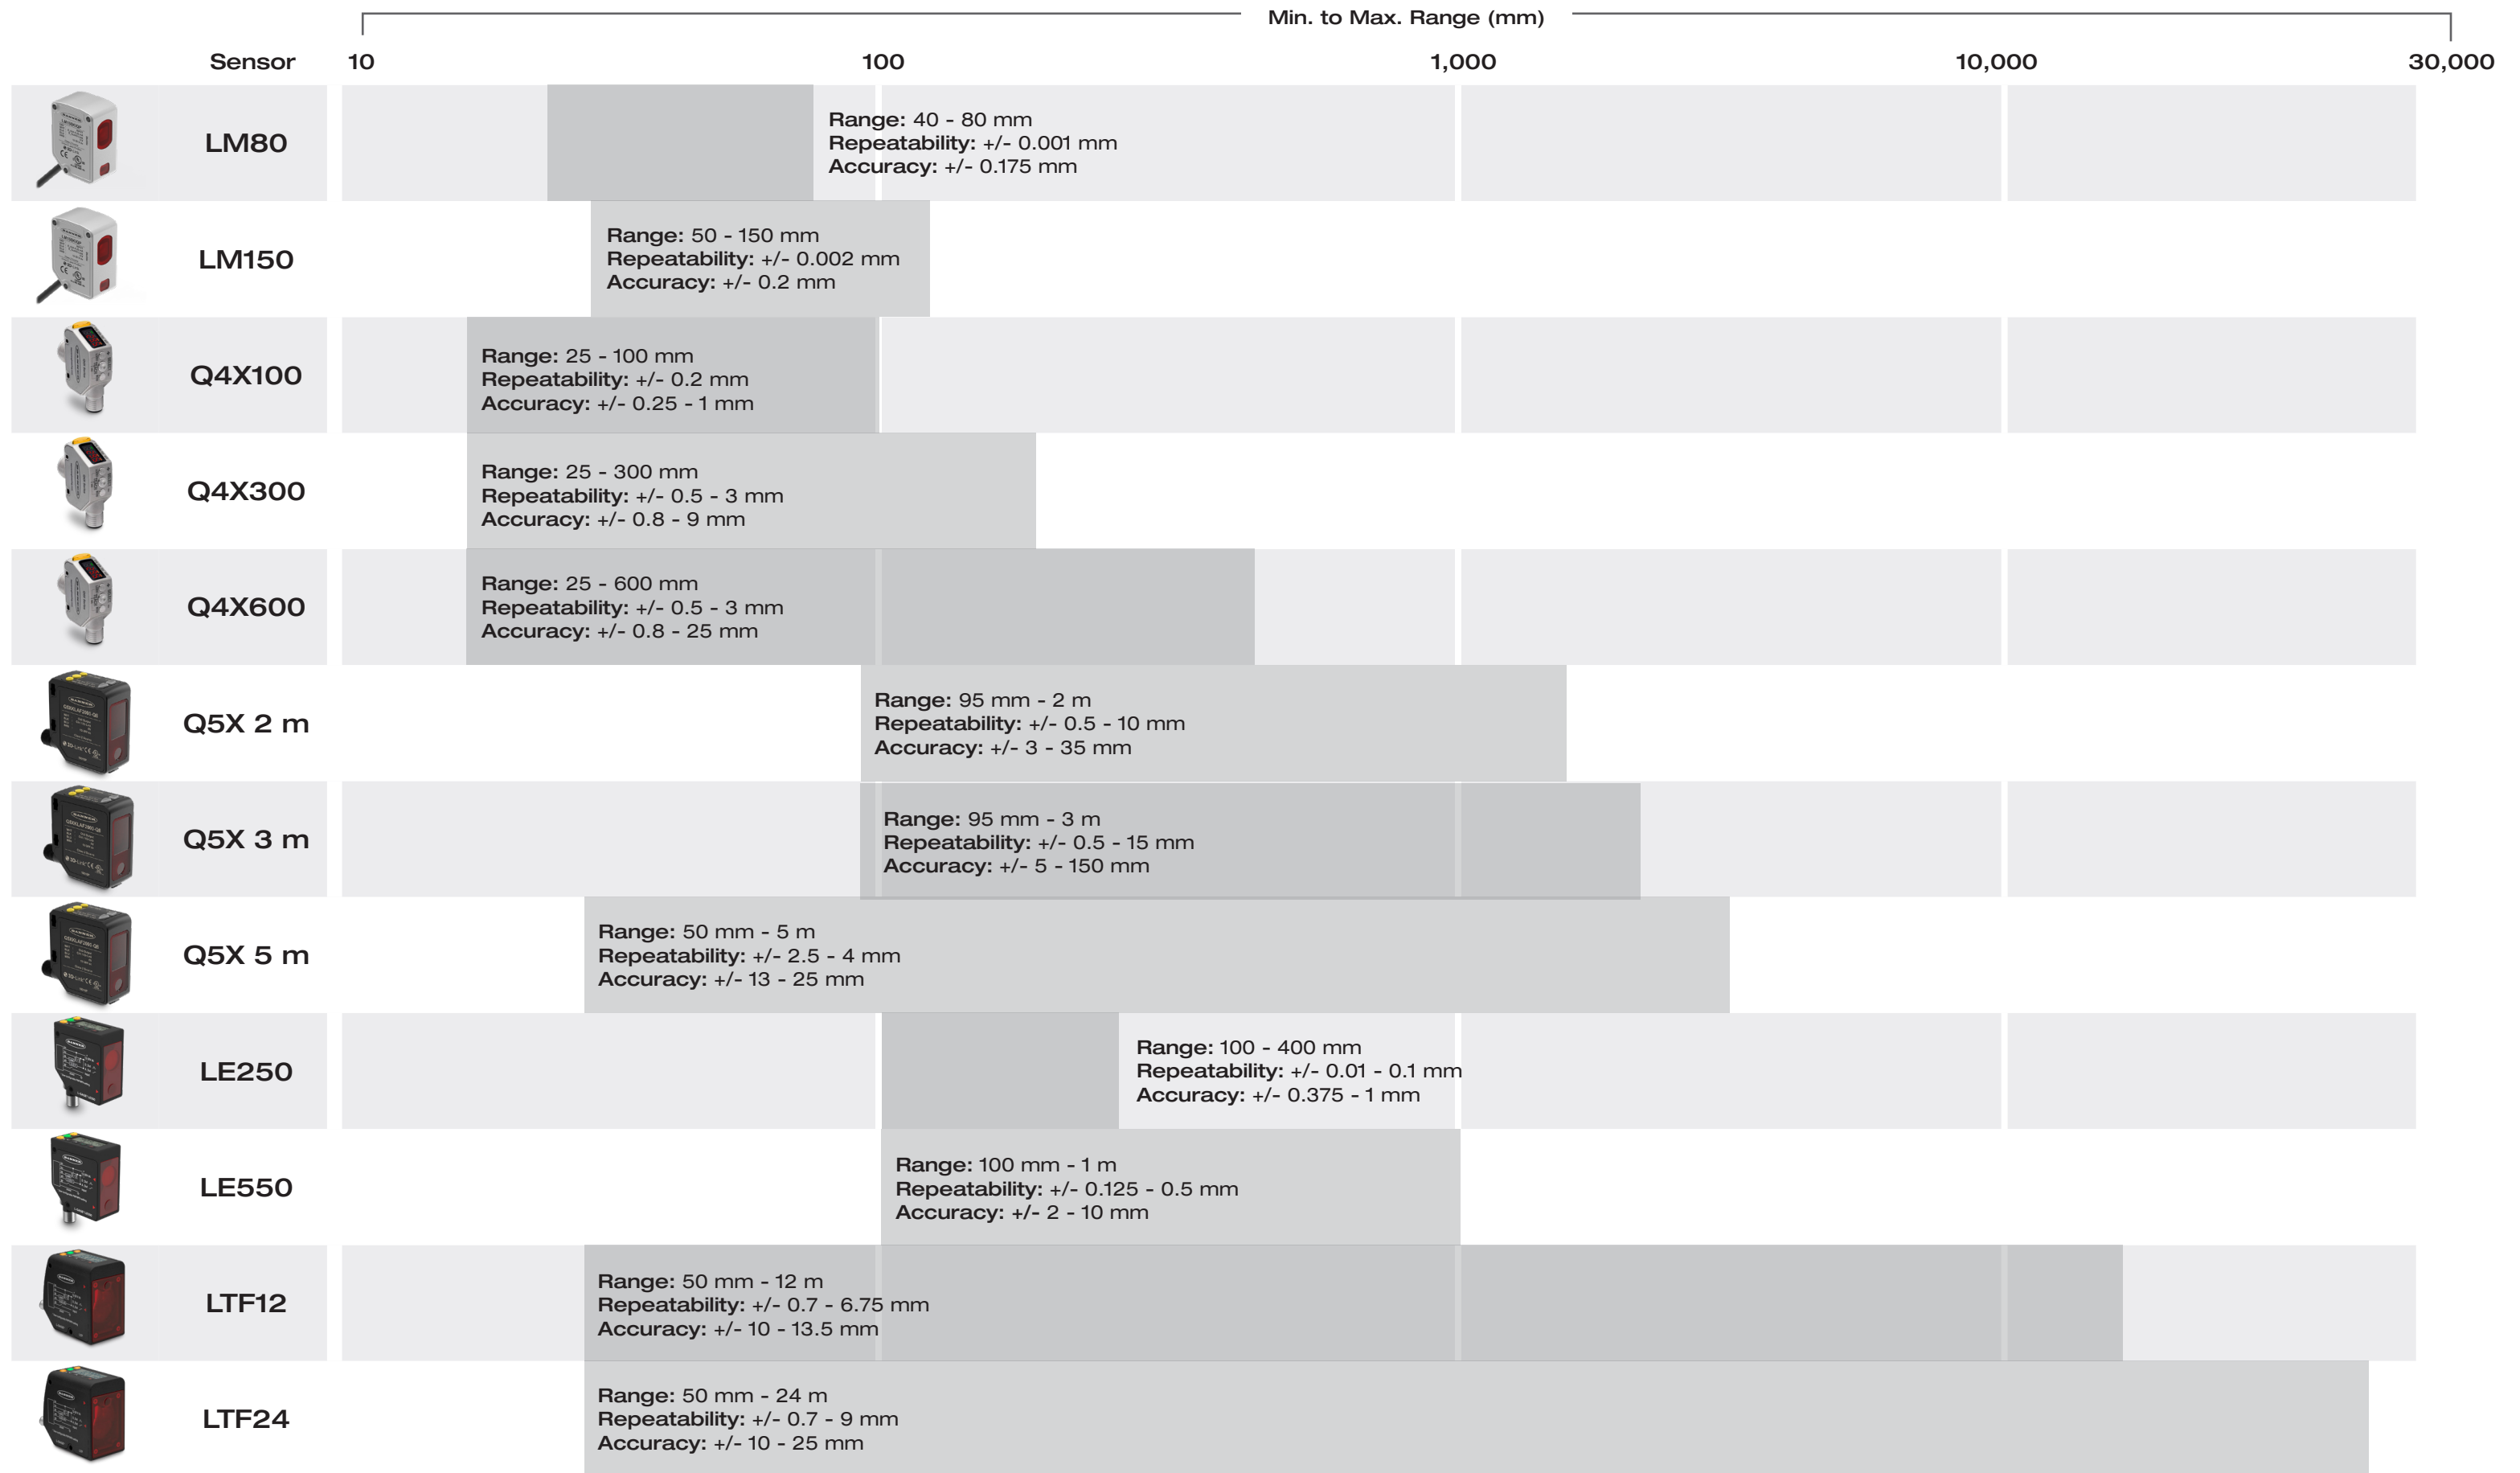 Min. to Max. Range (mm)
Sensor 10 100 1,000 10,000 30,000
LM80
Range: 40 - 80 mm
Repeatability: +/- 0.001 mm
Accuracy: +/- 0.175 mm
LM150
Range: 50 - 150 mm
Repeatability: +/- 0.002 mm
Accuracy: +/- 0.2 mm
Q4X100
Range: 25 - 100 mm
Repeatability: +/- 0.2 mm
Accuracy: +/- 0.25 - 1 mm
Q4X300
Range: 25 - 300 mm
Repeatability: +/- 0.5 - 3 mm
Accuracy: +/- 0.8 - 9 mm
Q4X600
Range: 25 - 600 mm
Repeatability: +/- 0.5 - 3 mm
Accuracy: +/- 0.8 - 25 mm
Q5X 2 m
Range: 95 mm - 2 m
Repeatability: +/- 0.5 - 10 mm
Accuracy: +/- 3 - 35 mm
Q5X 3 m
Range: 95 mm - 3 m
Repeatability: +/- 0.5 - 15 mm
Accuracy: +/- 5 - 150 mm
Q5X 5 m
Range: 50 mm - 5 m
Repeatability: +/- 2.5 - 4 mm
Accuracy: +/- 13 - 25 mm
LE250
Range: 100 - 400 mm
Repeatability: +/- 0.01 - 0.1 mm
Accuracy: +/- 0.375 - 1 mm
LE550
Range: 100 mm - 1 m
Repeatability: +/- 0.125 - 0.5 mm
Accuracy: +/- 2 - 10 mm
LTF12
Range: 50 mm - 12 m
Repeatability: +/- 0.7 - 6.75 mm
Accuracy: +/- 10 - 13.5 mm
LTF24
Range: 50 mm - 24 m
Repeatability: +/- 0.7 - 9 mm
Accuracy: +/- 10 - 25 mm